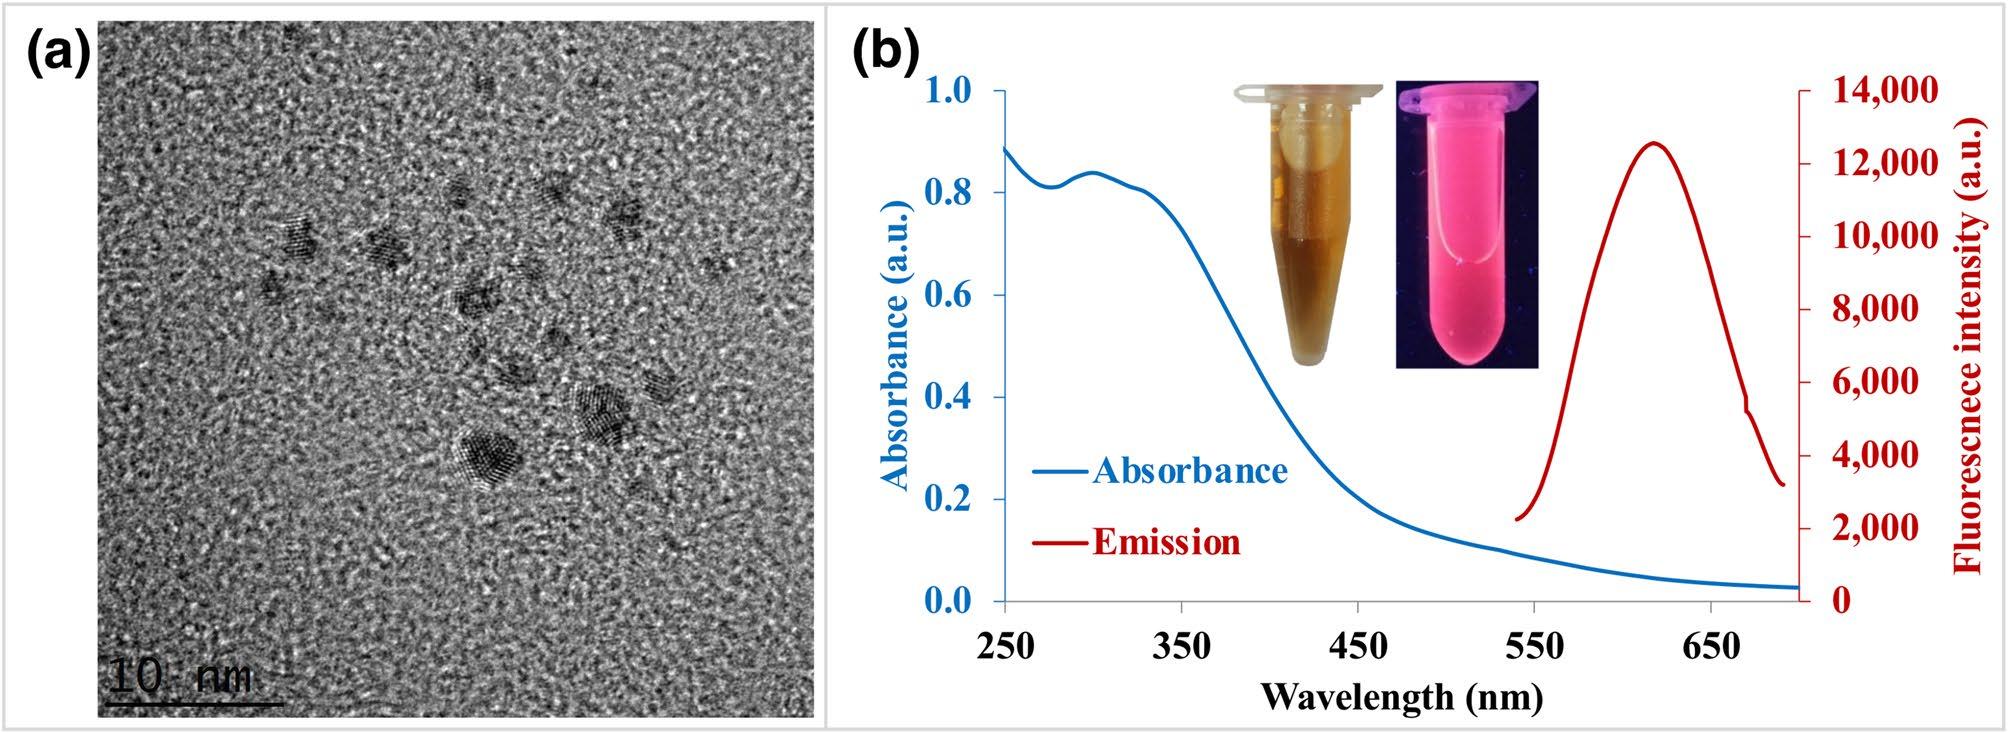 (a)
10 nm
(b)
1.0
0.8
0.6
0.4
0.2
0.0
Absorbance (a.u.)
Absorbance
Emission
14,000
12,000
10,000
8,000
6,000
4,000
2,000
0
Fluorescnece intensity (a.u.)
250 350 450 550 650
Wavelength (nm)